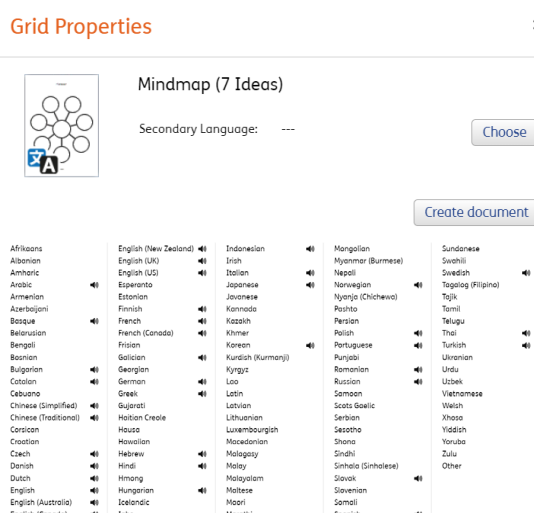 Grid Properties
Mindmap (7 Ideas)
Secondary Language: ---
Choose
文
A
Create document
Afrikaans
Albanian
Amharic
Arabic
Armenian
Azerbaijani
Basque
Belarusian
Bengali
Bosnian
Bulgarian
Catalan
Cebuano
Chinese (Simplified)
Chinese (Traditional)
Corsican
Croatian
Czech
Danish
Dutch
English
English (Australia)
English (New Zealand)
English (UK)
English (US)
Esperanto
Estonian
Finnish
French
French (Canada)
Frisian
Galician
Georgian
German
Greek
Gujarati
Haitian Creole
Hausa
Hawaiian
Hebrew
Hindi
Hmong
Hungarian
Icelandic
Indonesian
Irish
Italian
Japanese
Javanese
Kannada
Kazakh
Khmer
Korean
Kurdish (Kurmanji)
Kyrgyz
Lao
Latin
Latvian
Lithuanian
Luxembourgish
Macedonian
Malagasy
Malay
Malayalam
Maltese
Maori
Mongolian
Myanmar (Burmese)
Nepali
Norwegian
Nyanja (Chichewa)
Pashto
Persian
Polish
Portuguese
Punjabi
Romanian
Russian
Samoan
Scots Gaelic
Serbian
Sesotho
Shona
Sindhi
Sinhala (Sinhalese)
Slovak
Slovenian
Somali
Sundanese
Swahili
Swedish
Tagalog (Filipino)
Tajik
Tamil
Telugu
Thai
Turkish
Ukranian
Urdu
Uzbek
Vietnamese
Welsh
Xhosa
Yiddish
Yoruba
Zulu
Other